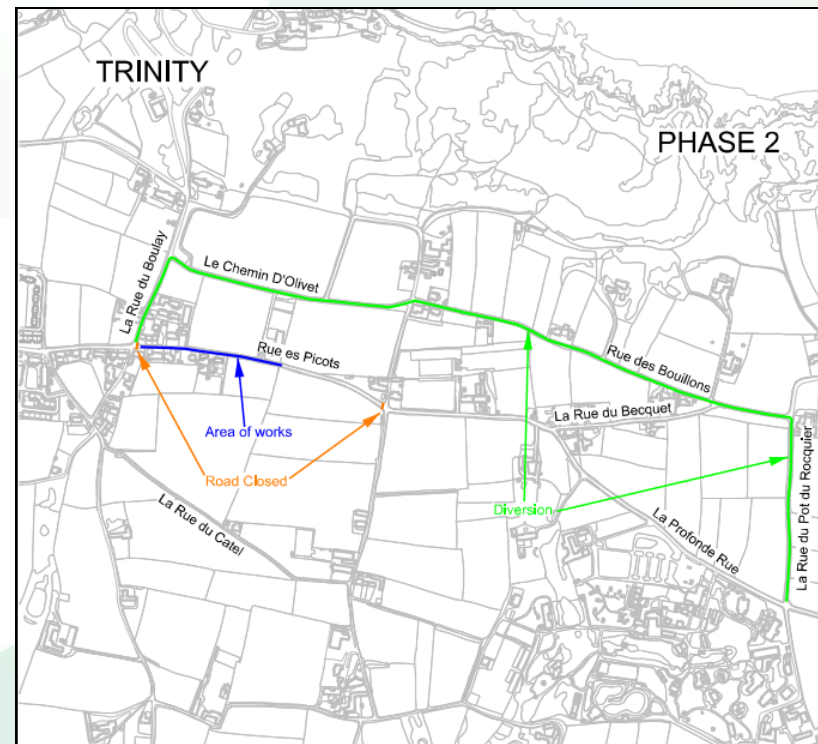 TRINITY
PHASE 2
La Rue du Boulay
Le Chemin D'Olivet
Rue es Picots
Rue des Bouillons
La Rue du Becquet
Area of works
Road Closed
Diversion
La Rue du Catel
La Profonde Rue
La Rue du Pot du Rocquier